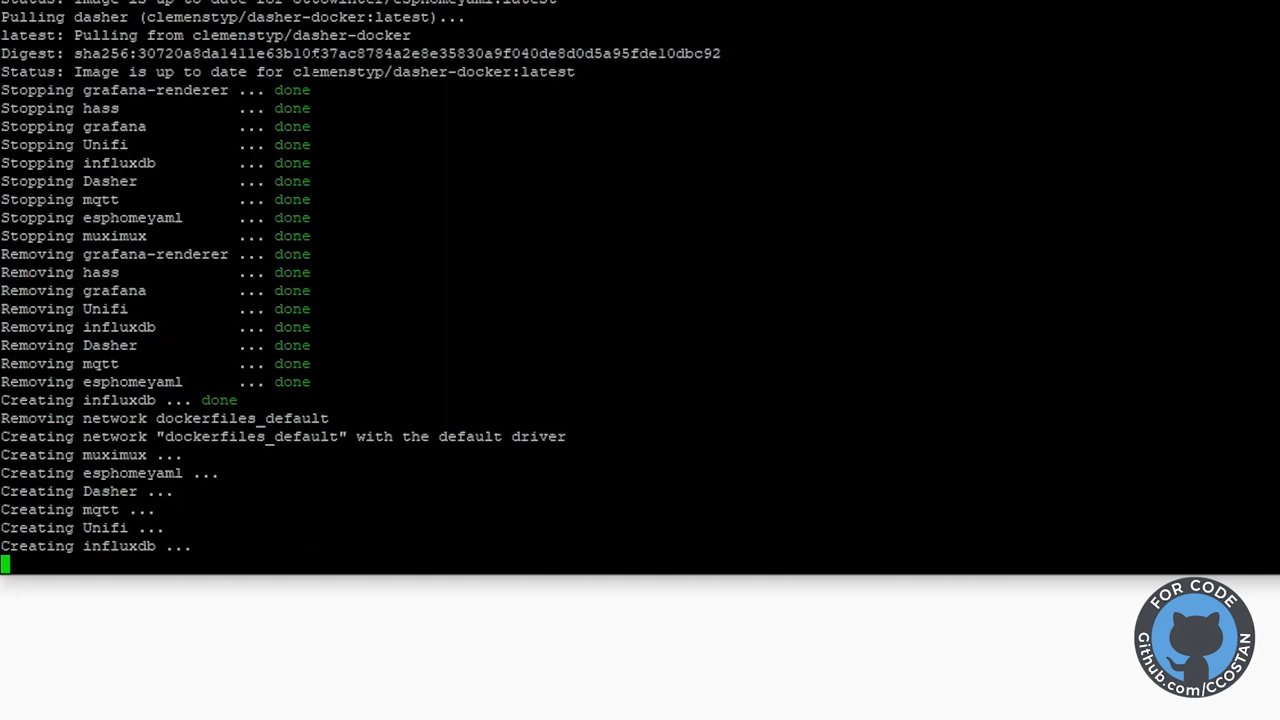 Status: Image is up to date for ottowinter/esphomeyaml:latest
Pulling dasher (clemenstyp/dasher-docker:latest)...
latest: Pulling from clemenstyp/dasher-docker
Digest: sha256:30720a8da1411e63b10f37ac8784a2e8e35830a9f040de8d0d5a95fde10dbc92
Status: Image is up to date for clemenstyp/dasher-docker:latest
Stopping grafana-renderer ... done
Stopping hass             ... done
Stopping grafana          ... done
Stopping Unifi            ... done
Stopping influxdb         ... done
Stopping Dasher           ... done
Stopping mqtt             ... done
Stopping esphomeyaml      ... done
Stopping muximux          ... done
Removing grafana-renderer ... done
Removing hass             ... done
Removing grafana          ... done
Removing Unifi            ... done
Removing influxdb         ... done
Removing Dasher           ... done
Removing mqtt             ... done
Removing esphomeyaml      ... done
Creating influxdb ... done
Removing network dockerfiles_default
Creating network "dockerfiles_default" with the default driver
Creating muximux ...
Creating esphomeyaml ...
Creating Dasher ...
Creating mqtt ...
Creating Unifi ...
Creating influxdb ...
FOR CODE
Github.com/CCOSTAN